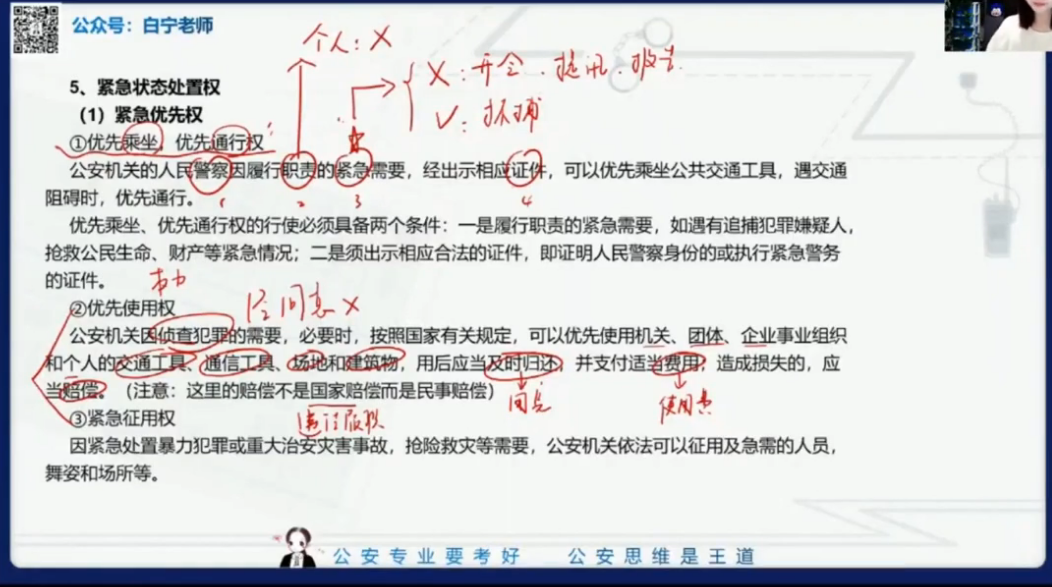 公众号：白宁老师
个人：X
X：开会．提讯．报告．
√：抓捕
5、紧急状态处置权
（1）紧急优先权
①优先乘坐、优先通行权
公安机关的人民警察因履行职责的紧急需要，经出示相应证件，可以优先乘坐公共交通工具，遇交通
阻碍时，优先通行。
1 2 3 4
优先乘坐、优先通行权的行使必须具备两个条件：一是履行职责的紧急需要，如遇有追捕犯罪嫌疑人，
抢救公民生命、财产等紧急情况；二是须出示相应合法的证件，即证明人民警察身份的或执行紧急警务
的证件。
②优先使用权
同意X
公安机关因侦查犯罪的需要，必要时，按照国家有关规定，可以优先使用机关、团体、企业事业组织
和个人的交通工具、通信工具、场地和建筑物，用后应当及时归还，并支付适当费用，造成损失的，应
当赔偿。（注意：这里的赔偿不是国家赔偿而是民事赔偿）
使用费
③紧急征用权
因紧急处置暴力犯罪或重大治安灾害事故，抢险救灾等需要，公安机关依法可以征用及急需的人员，
舞姿和场所等。
公安专业要考好 公安思维是王道